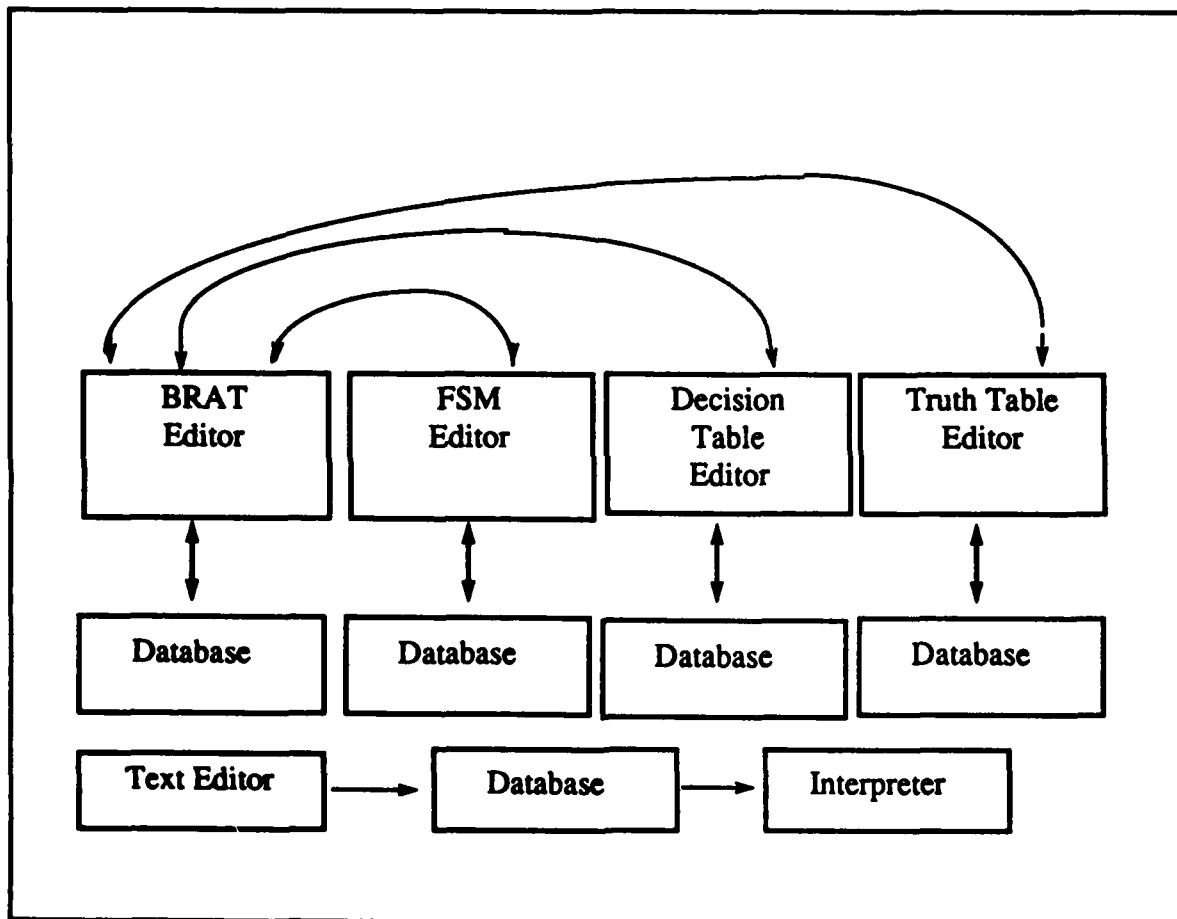 BRAT
Editor
FSM
Editor
Decision
Table
Editor
Truth Table
Editor
Database
Database
Database
Database
Text Editor
Database
Interpreter